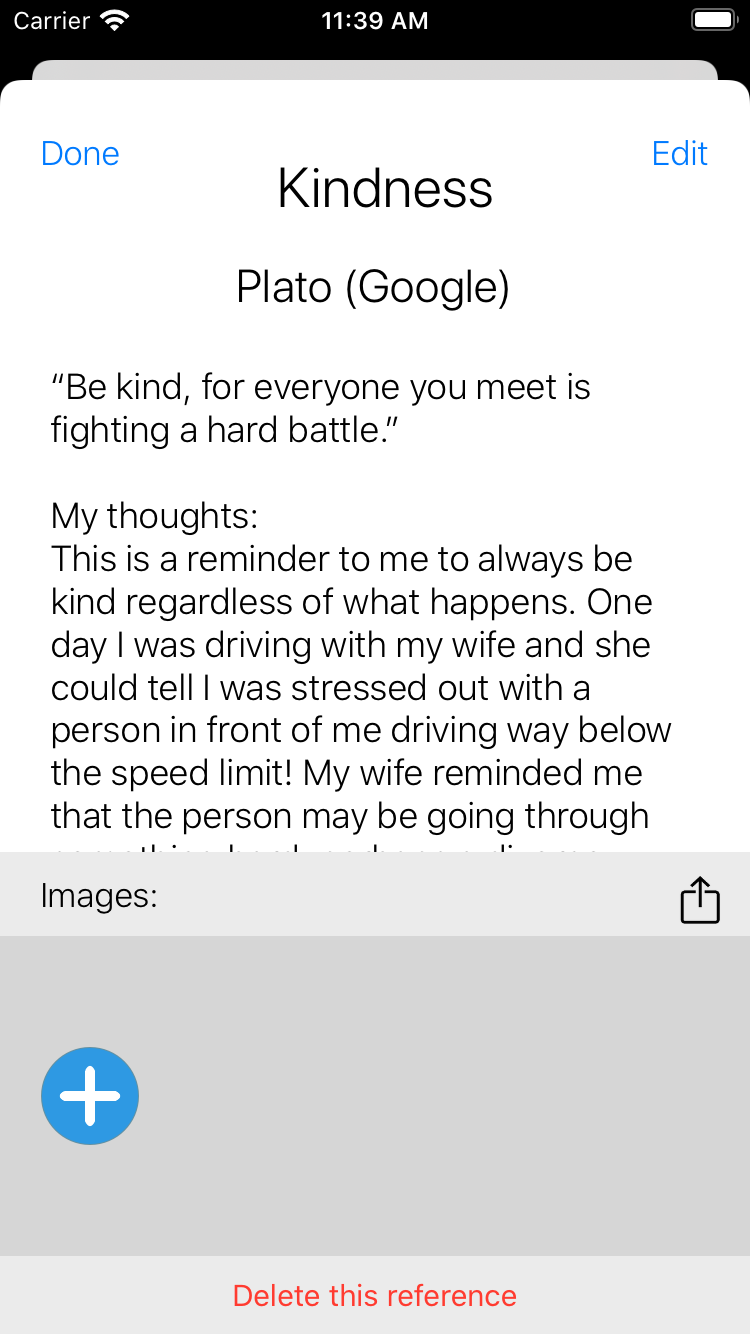 Carrier
11:39 AM
Done
Edit
Kindness
Plato (Google)
“Be kind, for everyone you meet is
fighting a hard battle.”
My thoughts:
This is a reminder to me to always be
kind regardless of what happens. One
day I was driving with my wife and she
could tell I was stressed out with a
person in front of me driving way below
the speed limit! My wife reminded me
that the person may be going through
Images:
Delete this reference